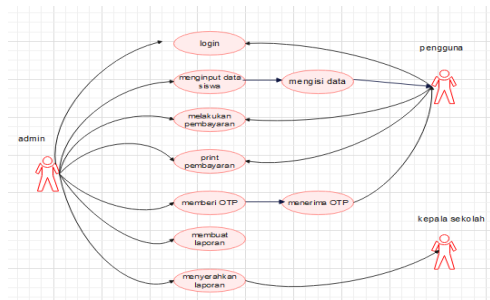 login
pengguna
menginput data
siswa
mengisi data
melakukan
pembayaran
admin
print
pembayaran
memberi OTP
menerima OTP
kepala sekolah
membuat
laporan
menyerahkan
laporan